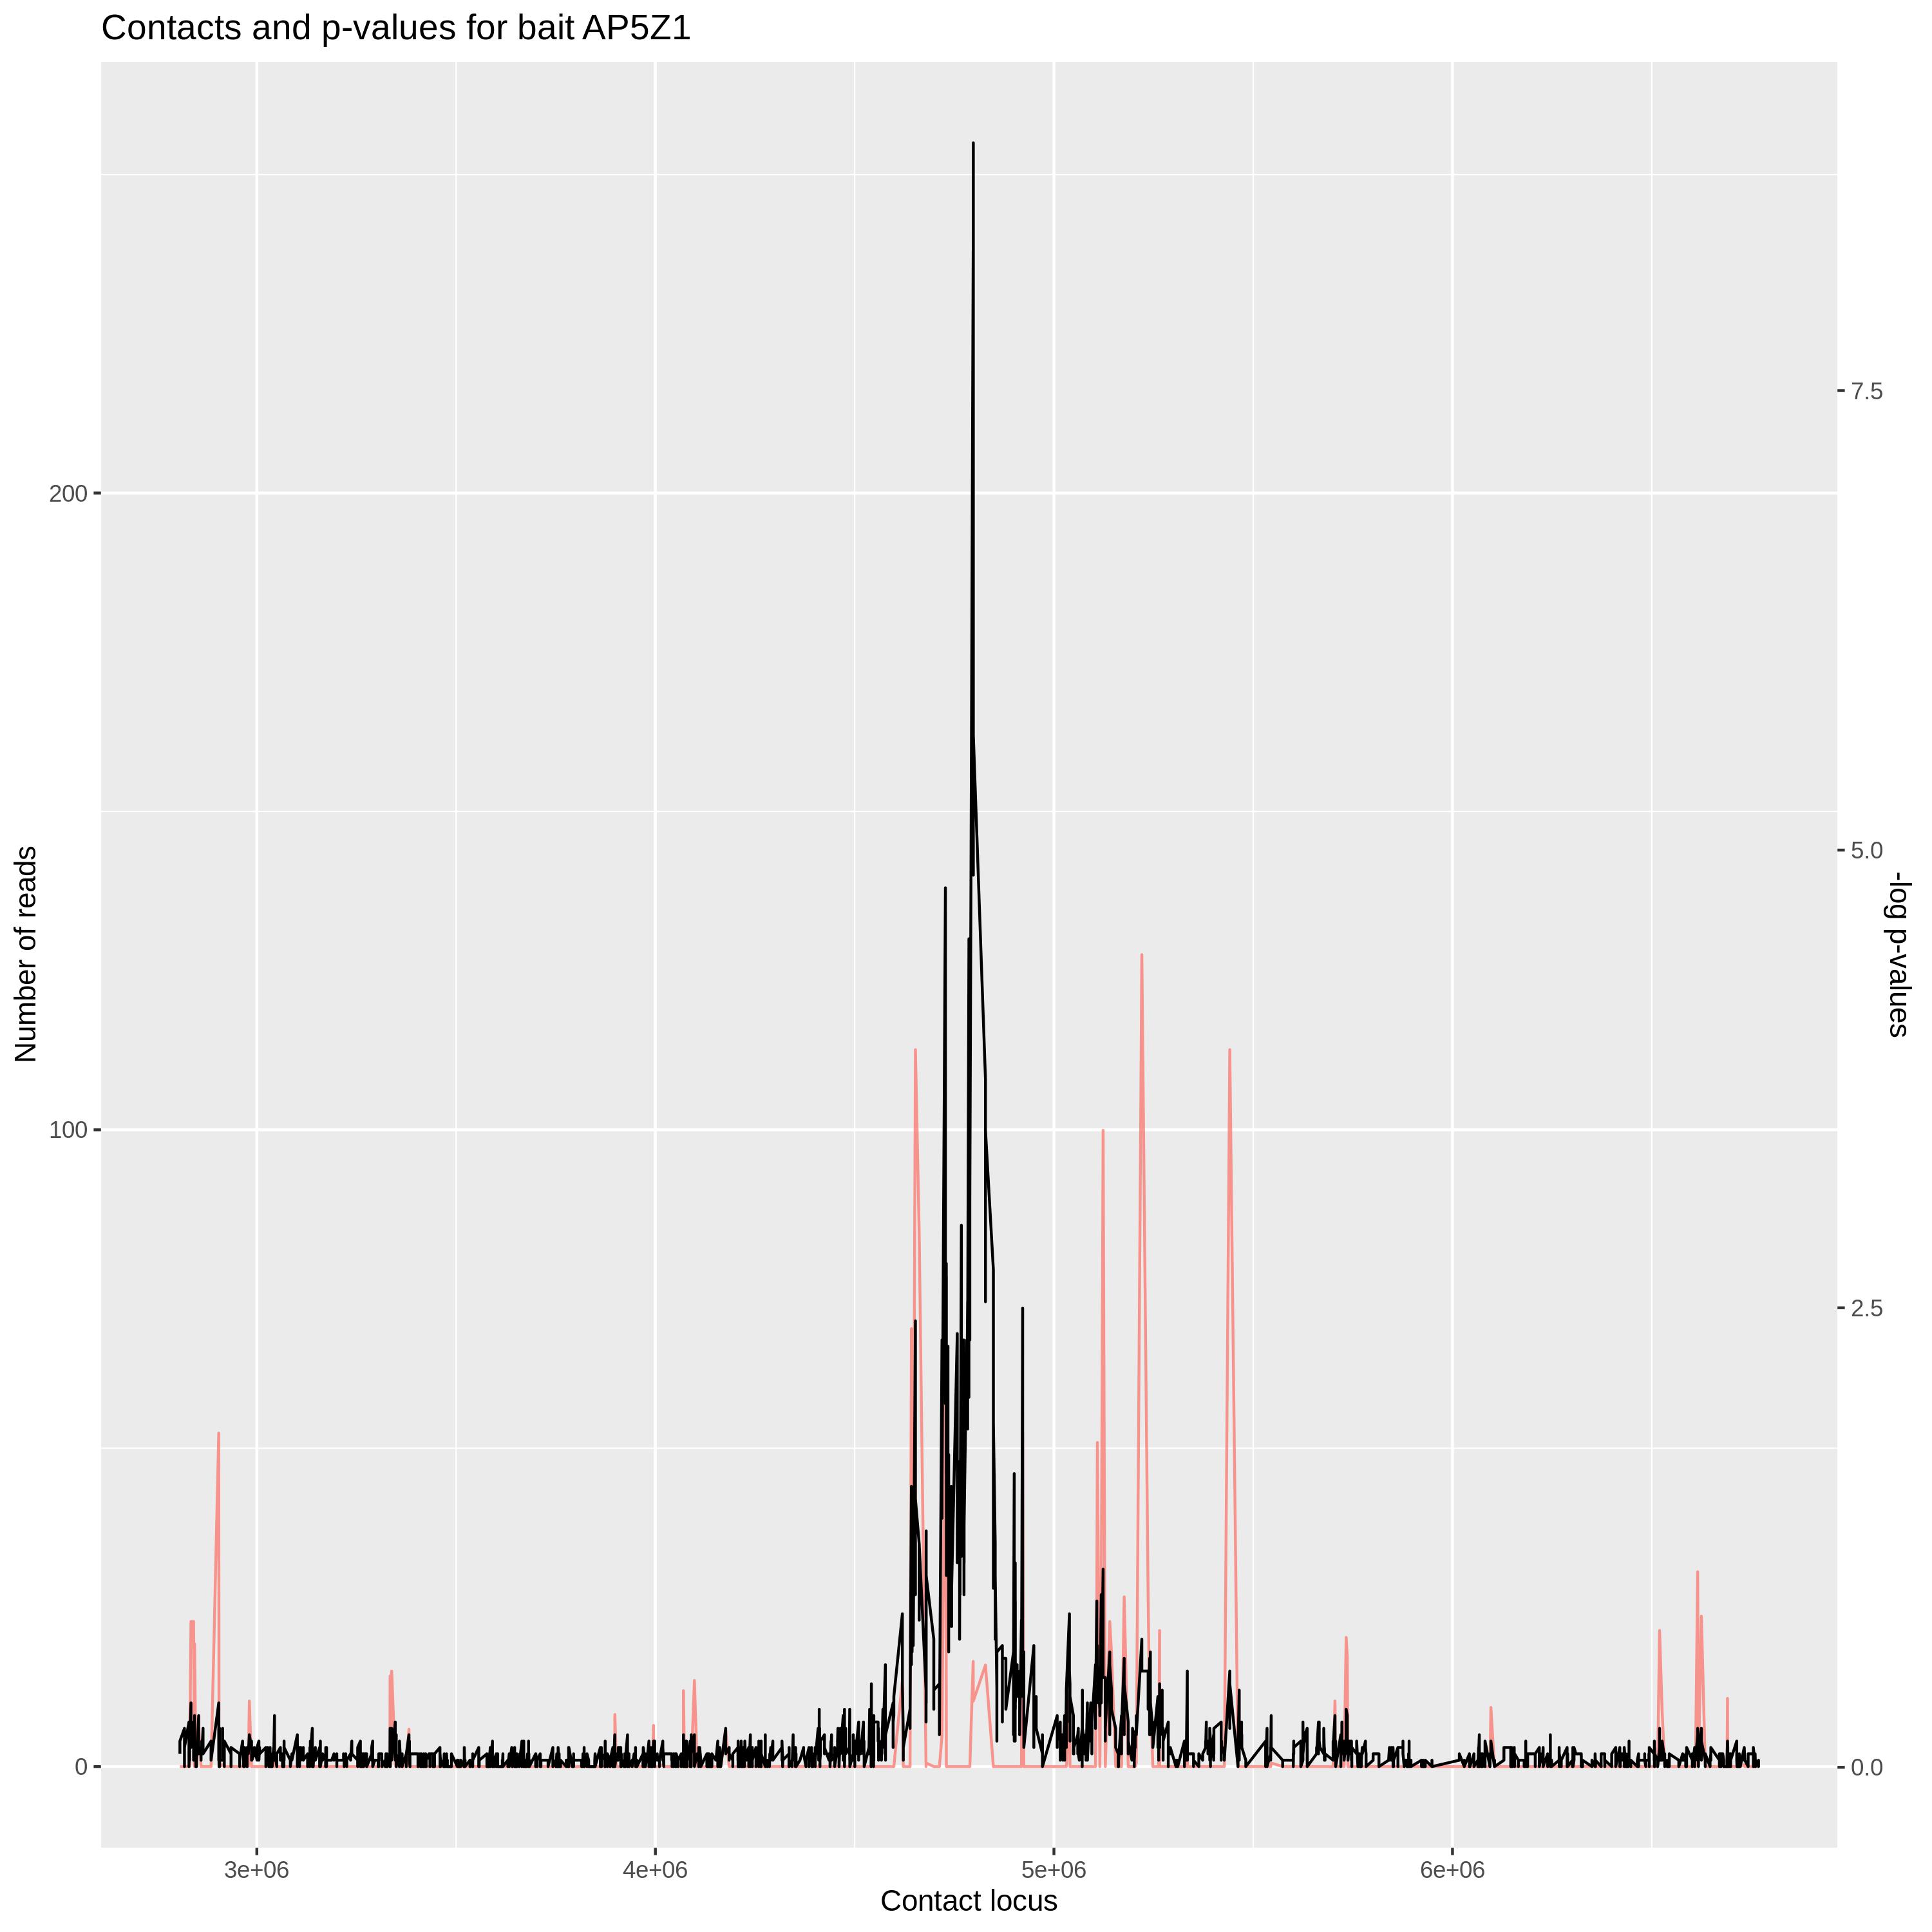 Contacts and p-values for bait AP5Z1
Number of reads
200
100
0
7.5
5.0
2.5
0.0
-log p-values
3e+06 4e+06 5e+06 6e+06
Contact locus